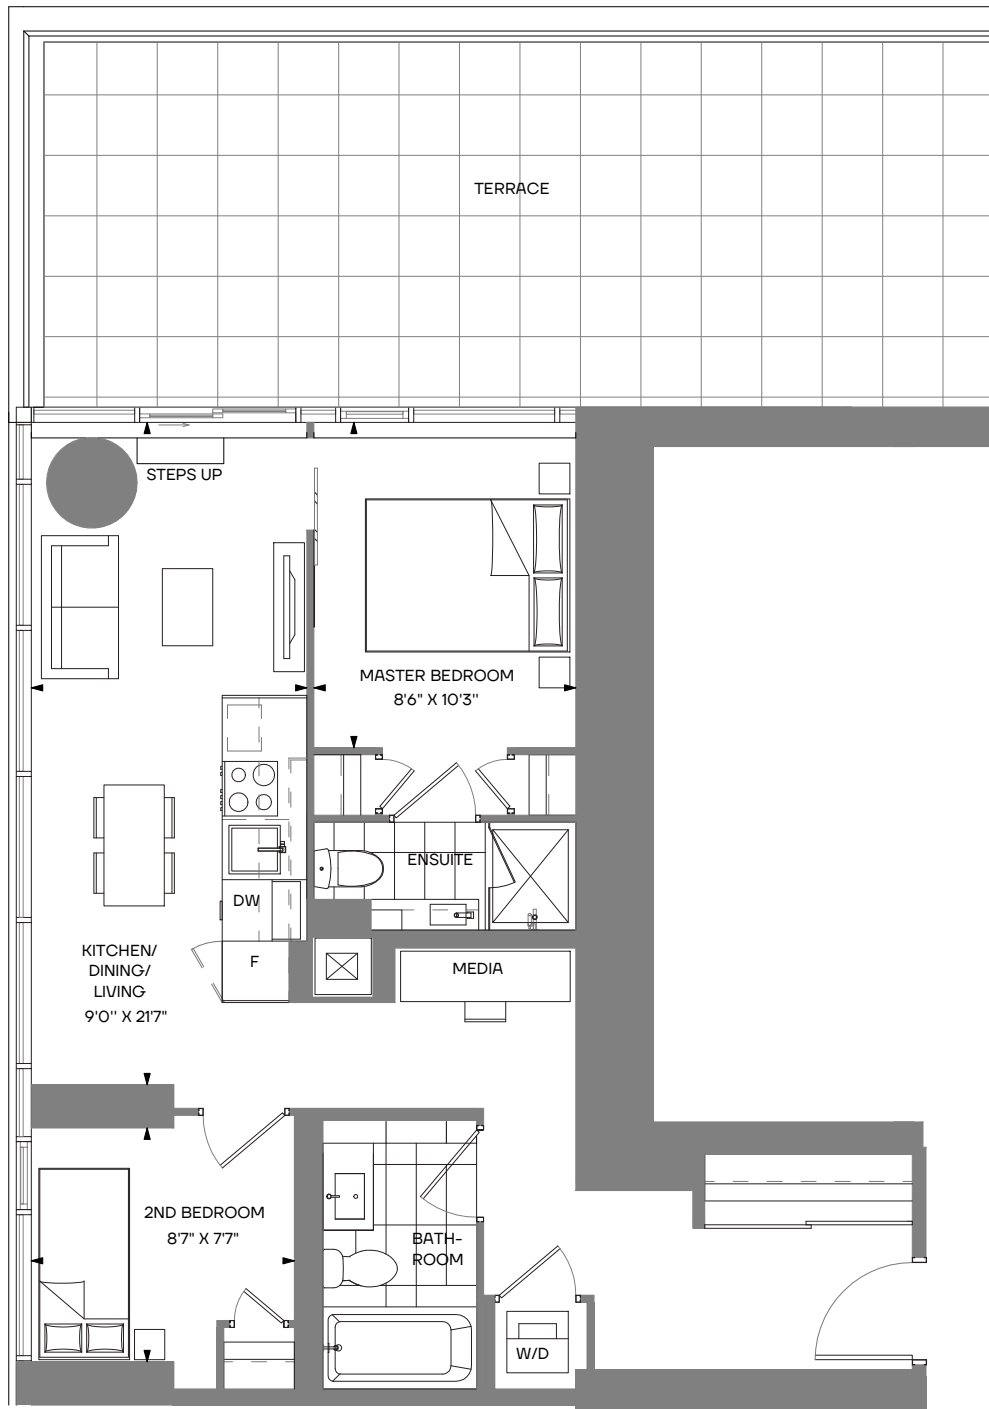 TERRACE
STEPS UP
MASTER BEDROOM
8'6" X 10'3"
ENSUITE
DW
F
KITCHEN/
DINING/
LIVING
9'0" X 21'7"
MEDIA
2ND BEDROOM
8'7" X 7'7"
BATH-
ROOM
W/D